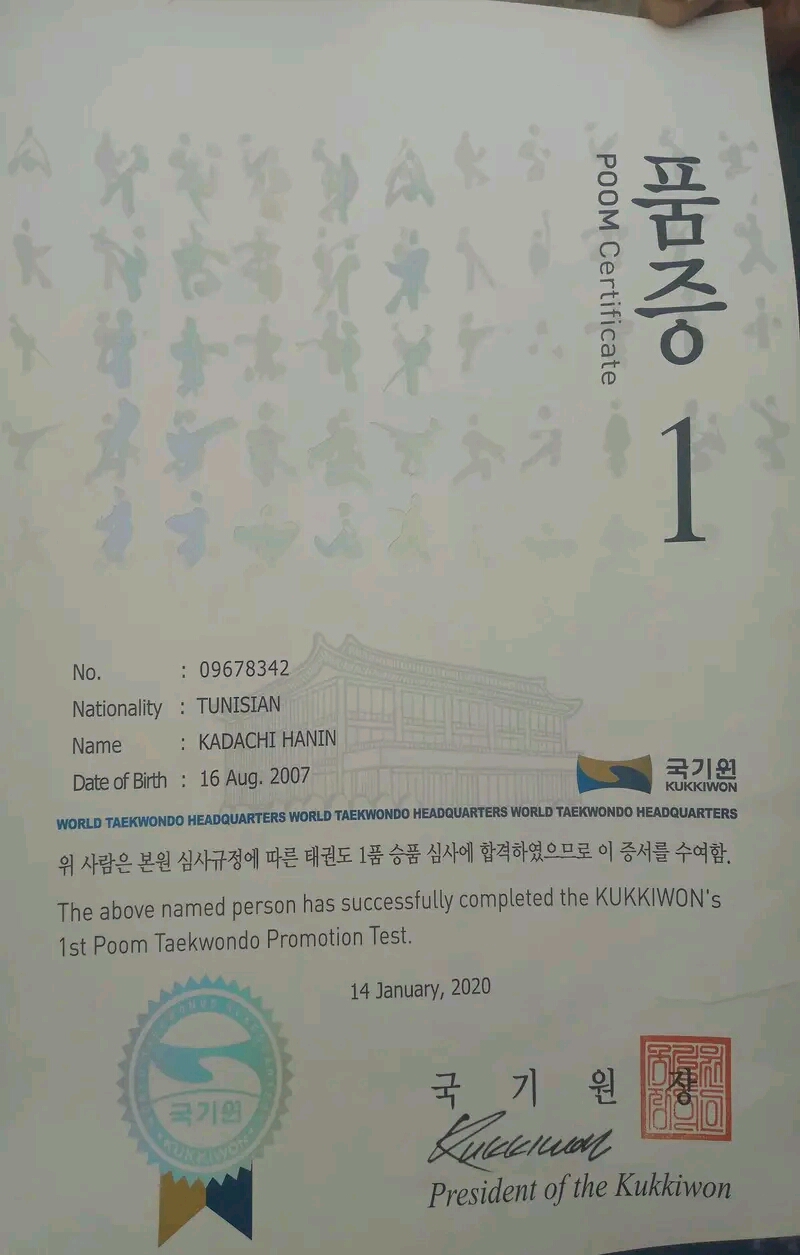 품증
POOM Certificate
1
No. : 09678342
Nationality : TUNISIAN
Name : KADACHI HANIN
Date of Birth : 16 Aug. 2007
국기원
KUKKIWON
WORLD TAEKWONDO HEADQUARTERS WORLD TAEKWONDO HEADQUARTERS WORLD TAEKWONDO HEADQUARTERS
위 사람은 본원 심사규정에 따른 태권도 1품 승품 심사에 합격하였으므로 이 증서를 수여함.
The above named person has successfully completed the KUKKIWON's
1st Poom Taekwondo Promotion Test.
14 January, 2020
국기원
KUKKIWON
국 기 원 장
Kukkiwon
President of the Kukkiwon